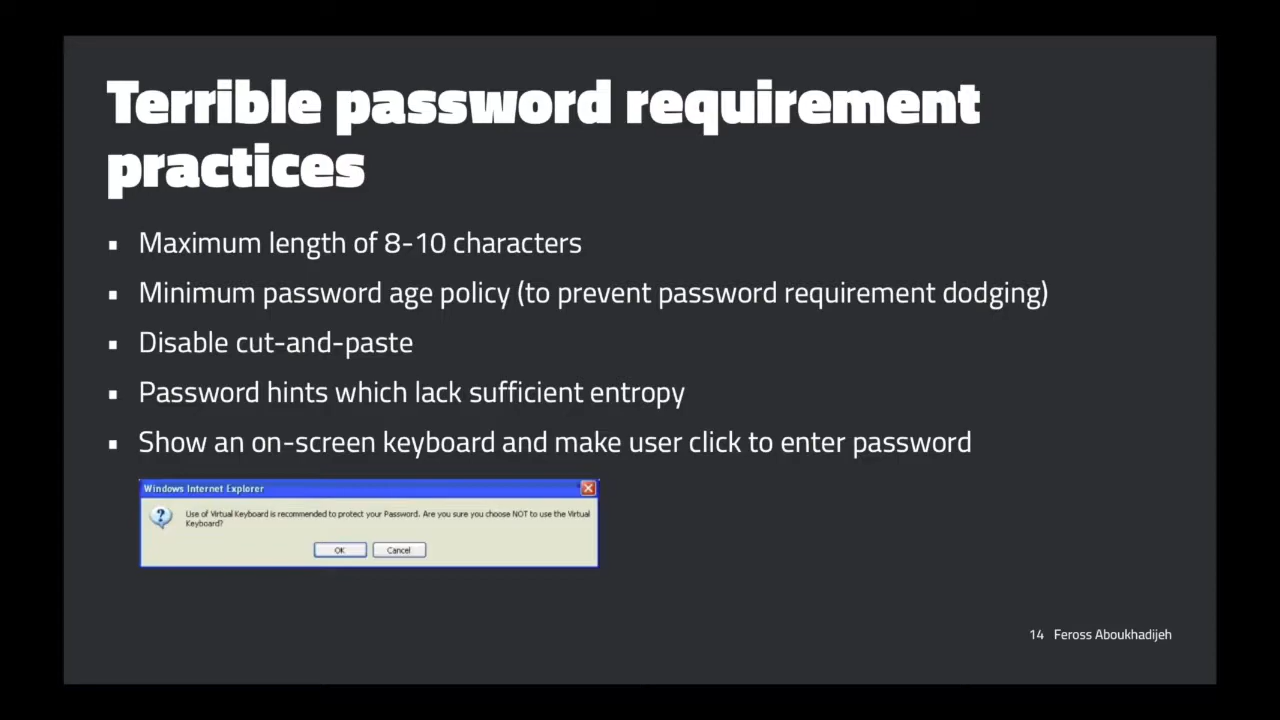 Terrible password requirement
practices
▪ Maximum length of 8-10 characters
▪ Minimum password age policy (to prevent password requirement dodging)
▪ Disable cut-and-paste
▪ Password hints which lack sufficient entropy
▪ Show an on-screen keyboard and make user click to enter password
Windows Internet Explorer
Use of Virtual Keyboard is recommended to protect your Password. Are you sure you choose NOT to use the Virtual
Keyboard?
OK Cancel
14 Feross Aboukhadijeh